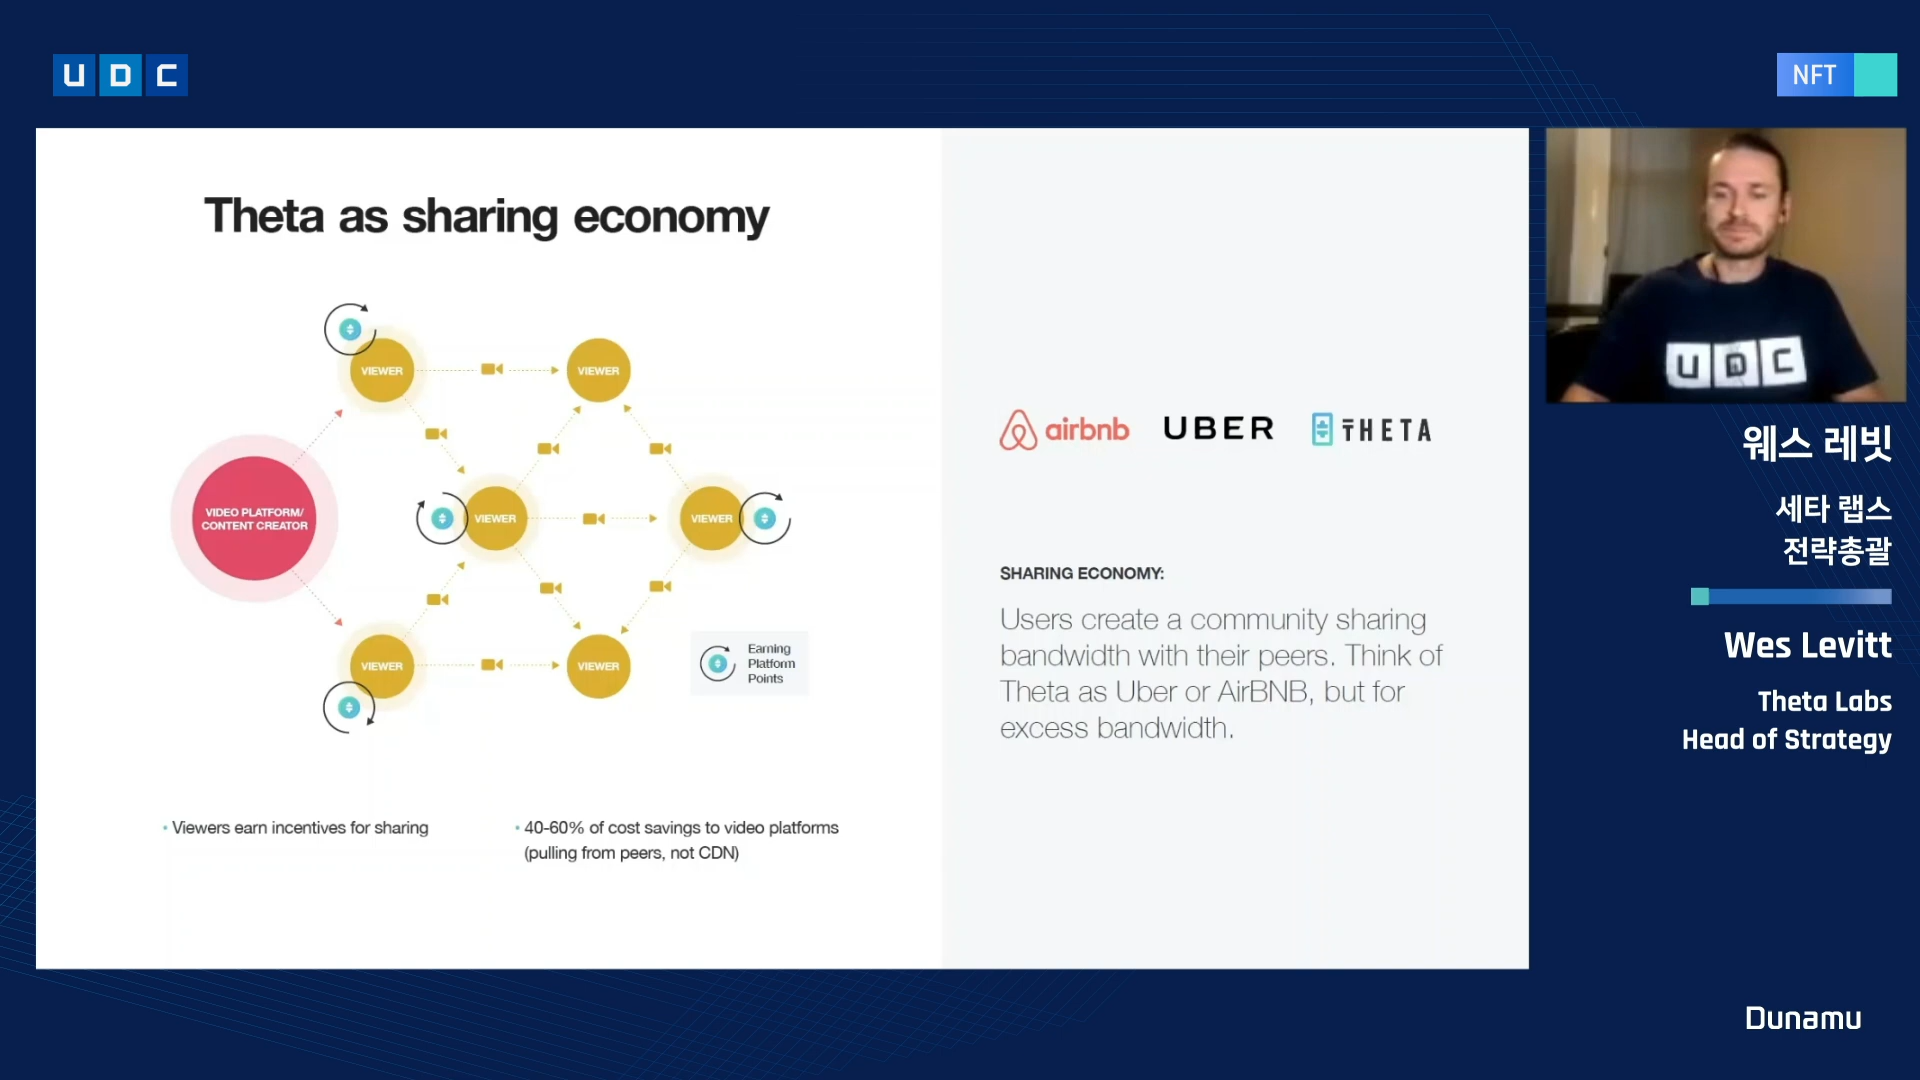 UDC
NFT
Theta as sharing economy
VIEWER
VIEWER
VIDEO PLATFORM/
CONTENT CREATOR
VIEWER
VIEWER
VIEWER
VIEWER
Earning
Platform
Points
• Viewers earn incentives for sharing
• 40-60% of cost savings to video platforms
(pulling from peers, not CDN)
airbnb UBER THETA
SHARING ECONOMY:
Users create a community sharing
bandwidth with their peers. Think of
Theta as Uber or AirBNB, but for
excess bandwidth.
UDC
웨스 레빗
세타 랩스
전략총괄
Wes Levitt
Theta Labs
Head of Strategy
Dunamu